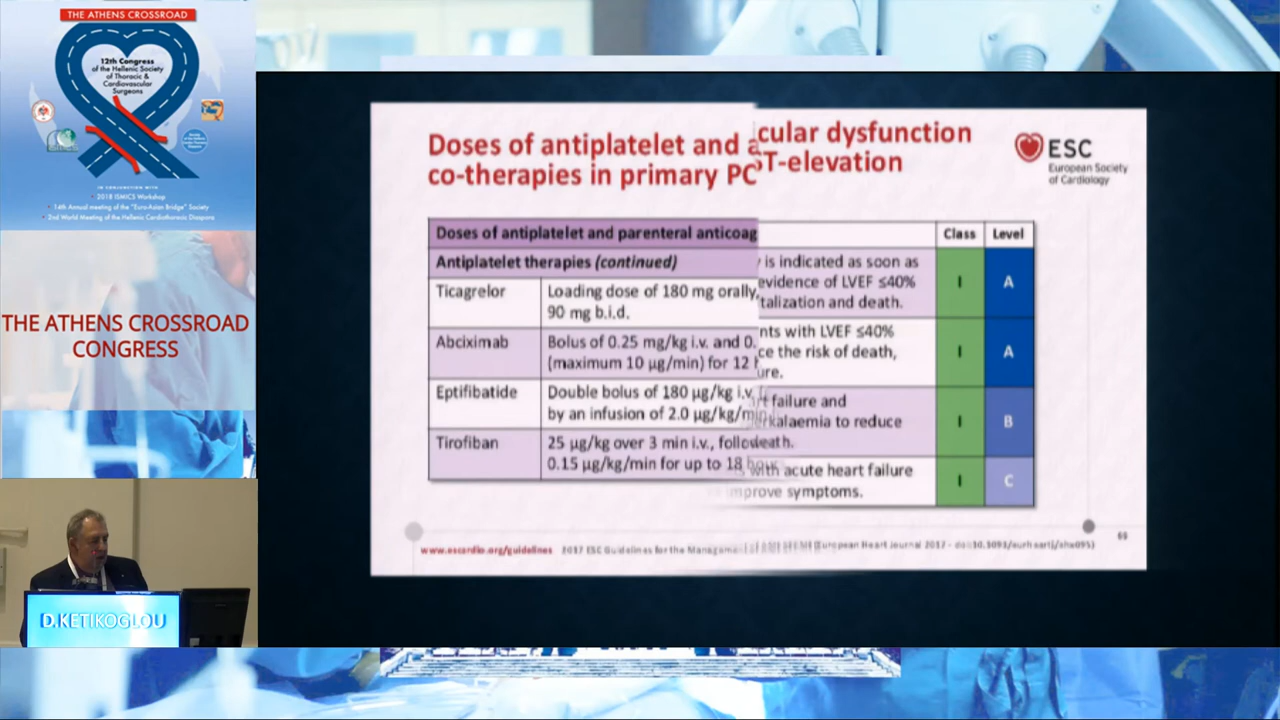 THE ATHENS CROSSROAD
12th Congress
of the Hellenic Society
of Thoracic &
Cardiovascular
Surgeons
IN CONJUNCTION WITH
• 2018 ISMICS Workshop
• 14th Annual meeting of the "Euro-Asian Bridge" Society
• 2nd World Meeting of the Hellenic Cardiothoracic Diaspora
THE ATHENS CROSSROAD
CONGRESS
D.KETIKOGLOU
Doses of antiplatelet and a
co-therapies in primary PC
cular dysfunction
T-elevation
ESC
European Society
of Cardiology
Doses of antiplatelet and parenteral anticoag
Antiplatelet therapies (continued)
Ticagrelor
Loading dose of 180 mg orally,
90 mg b.i.d.
Abciximab
Bolus of 0.25 mg/kg i.v. and 0.
(maximum 10 µg/min) for 12
Eptifibatide
Double bolus of 180 µg/kg i.v.
by an infusion of 2.0 µg/kg/min
Tirofiban
25 µg/kg over 3 min i.v.,
0.15 µg/kg/min for up to 18
Class Level
is indicated as soon as
evidence of LVEF ≤40%
talization and death.
I A
nts with LVEF ≤40%
ce the risk of death,
ure.
I A
failure and
erkalaemia to reduce
eath.
I B
with acute heart failure
improve symptoms.
I C
www.escardio.org/guidelines 2017 ESC Guidelines for the (European Heart Journal 2017 -
69